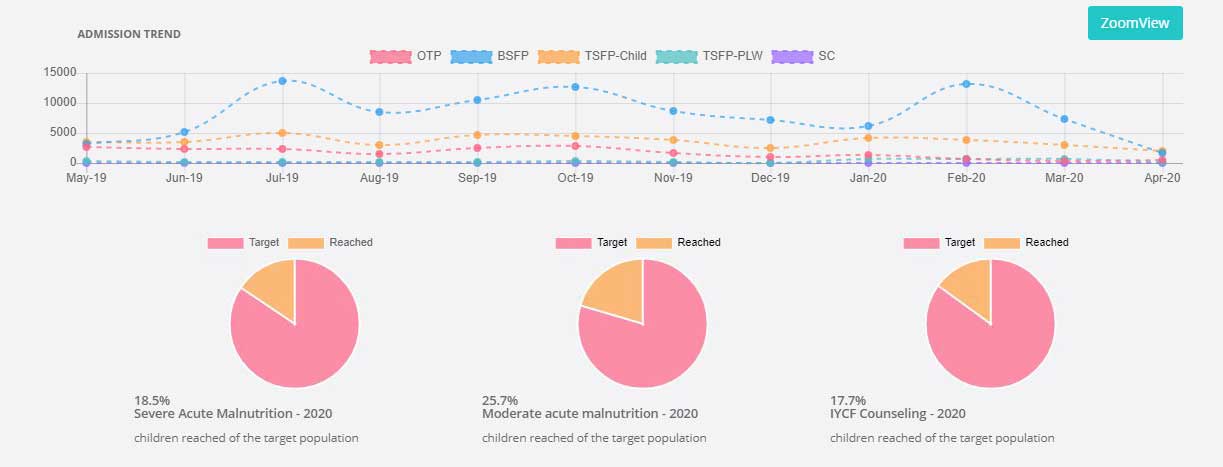 ZoomView
ADMISSION TREND
OTP BSFP TSFP-Child TSFP-PLW SC
15000
10000
5000
0
May-19 Jun-19 Jul-19 Aug-19 Sep-19 Oct-19 Nov-19 Dec-19 Jan-20 Feb-20 Mar-20 Apr-20
Target Reached
18.5%
Severe Acute Malnutrition - 2020
children reached of the target population
Target Reached
25.7%
Moderate acute malnutrition - 2020
children reached of the target population
Target Reached
17.7%
IYCF Counseling - 2020
children reached of the target population